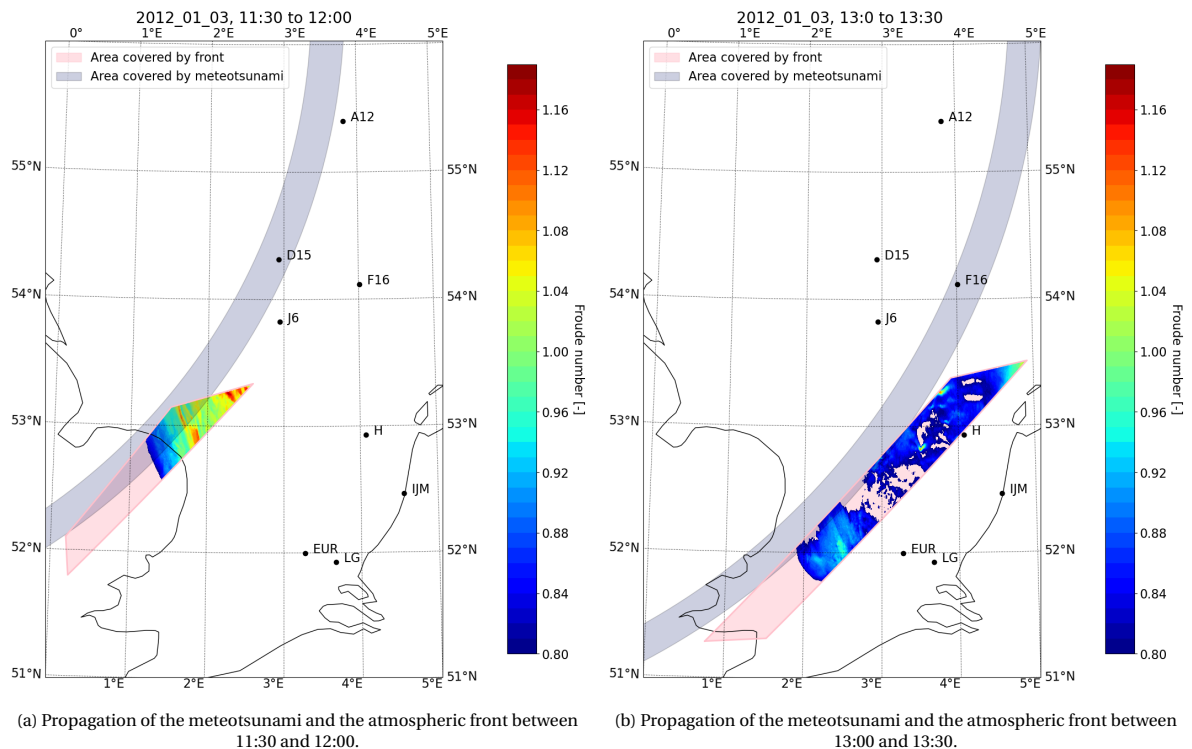 2012_01_03, 11:30 to 12:00
0° 1°E 2°E 3°E 4°E 5°E
Area covered by front
Area covered by meteotsunami
A12
55°N 55°N
D15
F16
54°N 54°N
J6
53°N 53°N
H
IJM
52°N 52°N
EUR
LG
51°N 51°N
1°E 2°E 3°E 4°E 5°E
1.16
1.12
1.08
1.04
1.00
0.96
0.92
0.88
0.84
0.80
Froude number [-]
(a) Propagation of the meteotsunami and the atmospheric front between
11:30 and 12:00.
2012_01_03, 13:0 to 13:30
0° 1°E 2°E 3°E 4°E 5°E
Area covered by front
Area covered by meteotsunami
A12
55°N 55°N
D15
F16
54°N 54°N
J6
53°N 53°N
H
IJM
52°N 52°N
EUR
LG
51°N 51°N
1°E 2°E 3°E 4°E 5°E
1.16
1.12
1.08
1.04
1.00
0.96
0.92
0.88
0.84
0.80
Froude number [-]
(b) Propagation of the meteotsunami and the atmospheric front between
13:00 and 13:30.